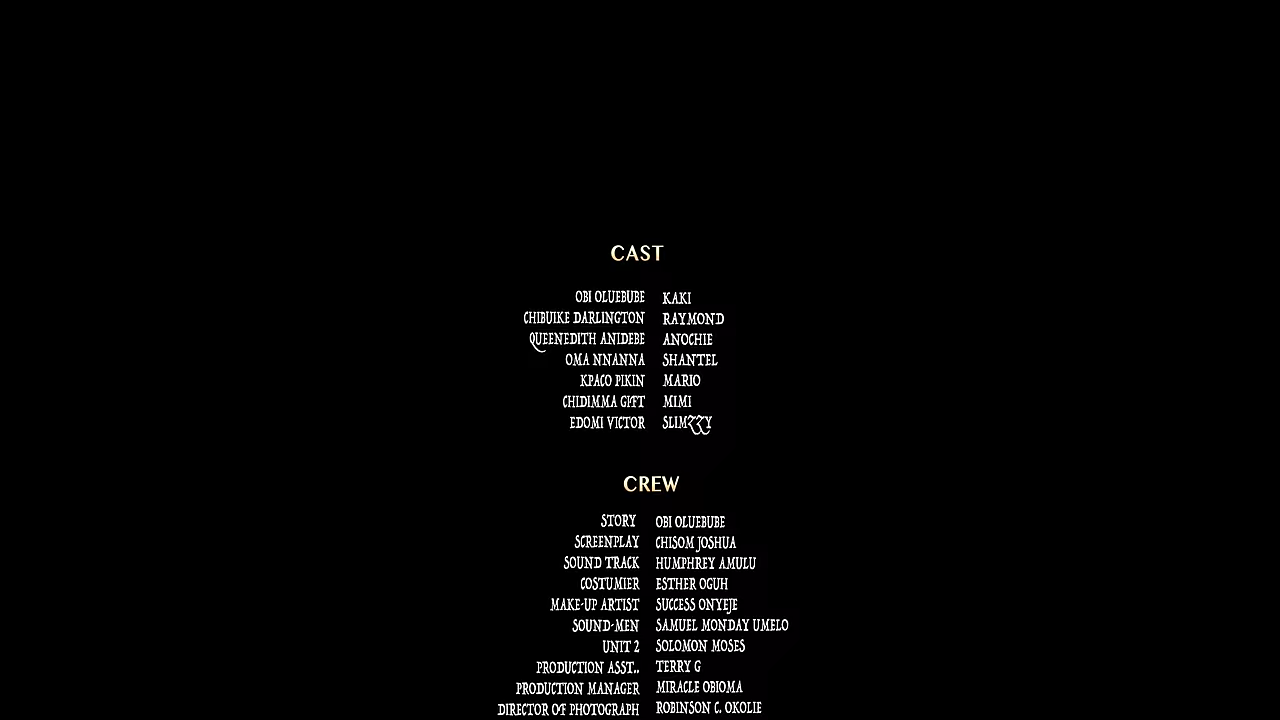 CAST
OBI OLUEBUBE KAKI
CHIBUIKE DARLINGTON RAYMOND
QUEENEDITH ANIDEBE ANOCHIE
OMA NNANNA SHANTEL
KPACO PIKIN MARIO
CHIDIMMA GIFT MIMI
EDOMI VICTOR SLIMZZY
CREW
STORY OBI OLUEBUBE
SCREENPLAY CHISOM JOSHUA
SOUND TRACK HUMPHREY AMULU
COSTUMIER ESTHER OGUH
MAKE-UP ARTIST SUCCESS ONYEJE
SOUND-MEN SAMUEL MONDAY UMELO
UNIT 2 SOLOMON MOSES
PRODUCTION ASST.. TERRY G
PRODUCTION MANAGER MIRACLE OBIOMA
DIRECTOR OF PHOTOGRAPH ROBINSON C. OKOLIE